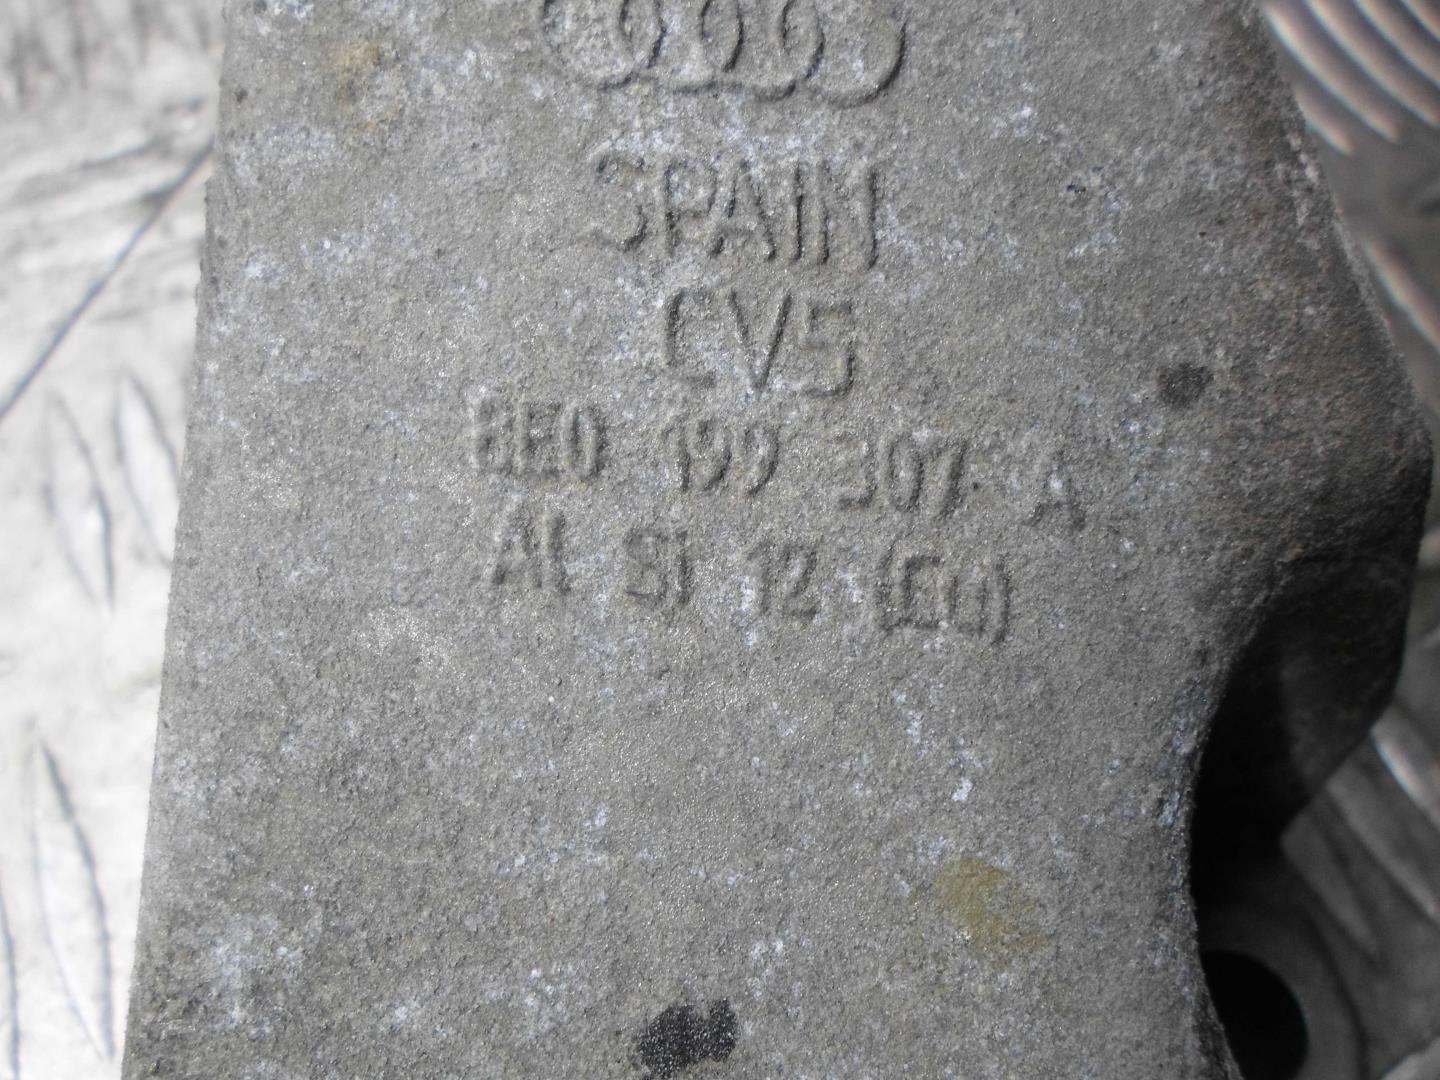 SPAIN
CV5
8E0 199 307 A
Al Si 12 (CU)